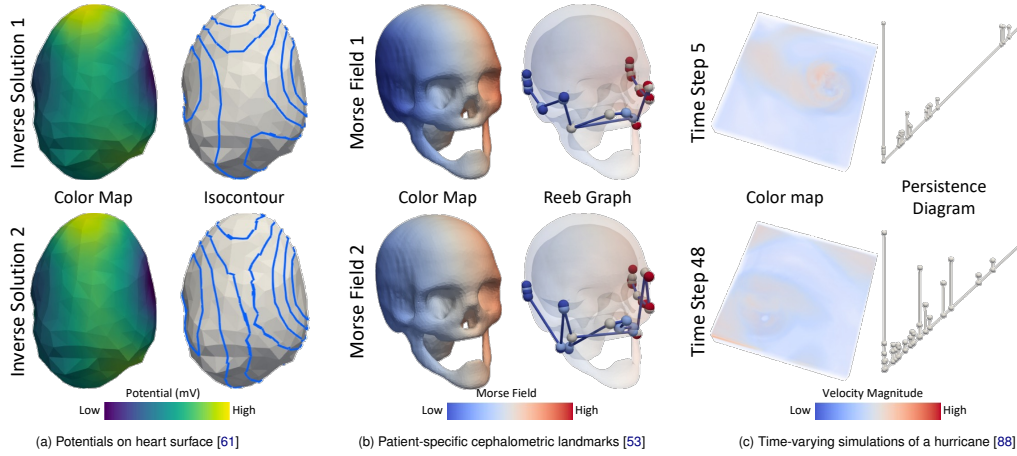 Inverse Solution 1
Color Map
Isocontour
Inverse Solution 2
Potential (mV)
Low
High
(a) Potentials on heart surface [61]
Morse Field 1
Color Map
Reeb Graph
Morse Field 2
Morse Field
Low
High
(b) Patient-specific cephalometric landmarks [53]
Time Step 5
Color map
Persistence
Diagram
Time Step 48
Velocity Magnitude
Low
High
(c) Time-varying simulations of a hurricane [88]